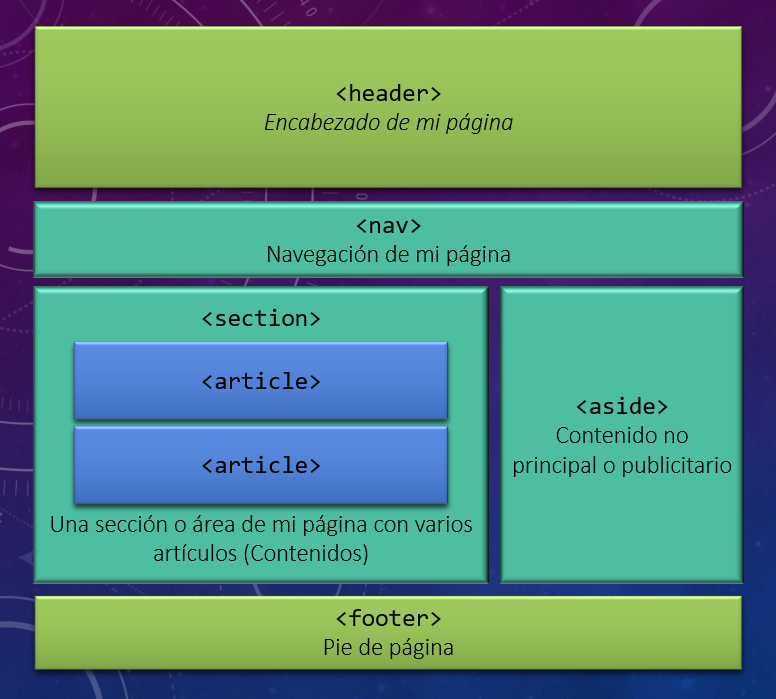 <header>
Encabezado de mi página
<nav>
Navegación de mi página
<section>
<article>
<article>
Una sección o área de mi página con varios
artículos (Contenidos)
<aside>
Contenido no
principal o publicitario
<footer>
Pie de página